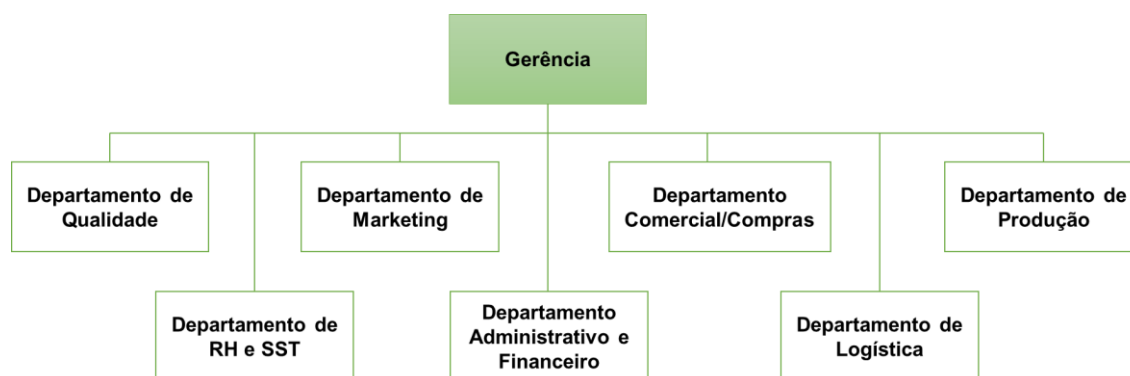 Gerência
Departamento de
Qualidade
Departamento de
Marketing
Departamento
Comercial/Compras
Departamento de
Produção
Departamento de
RH e SST
Departamento
Administrativo e
Financeiro
Departamento de
Logística